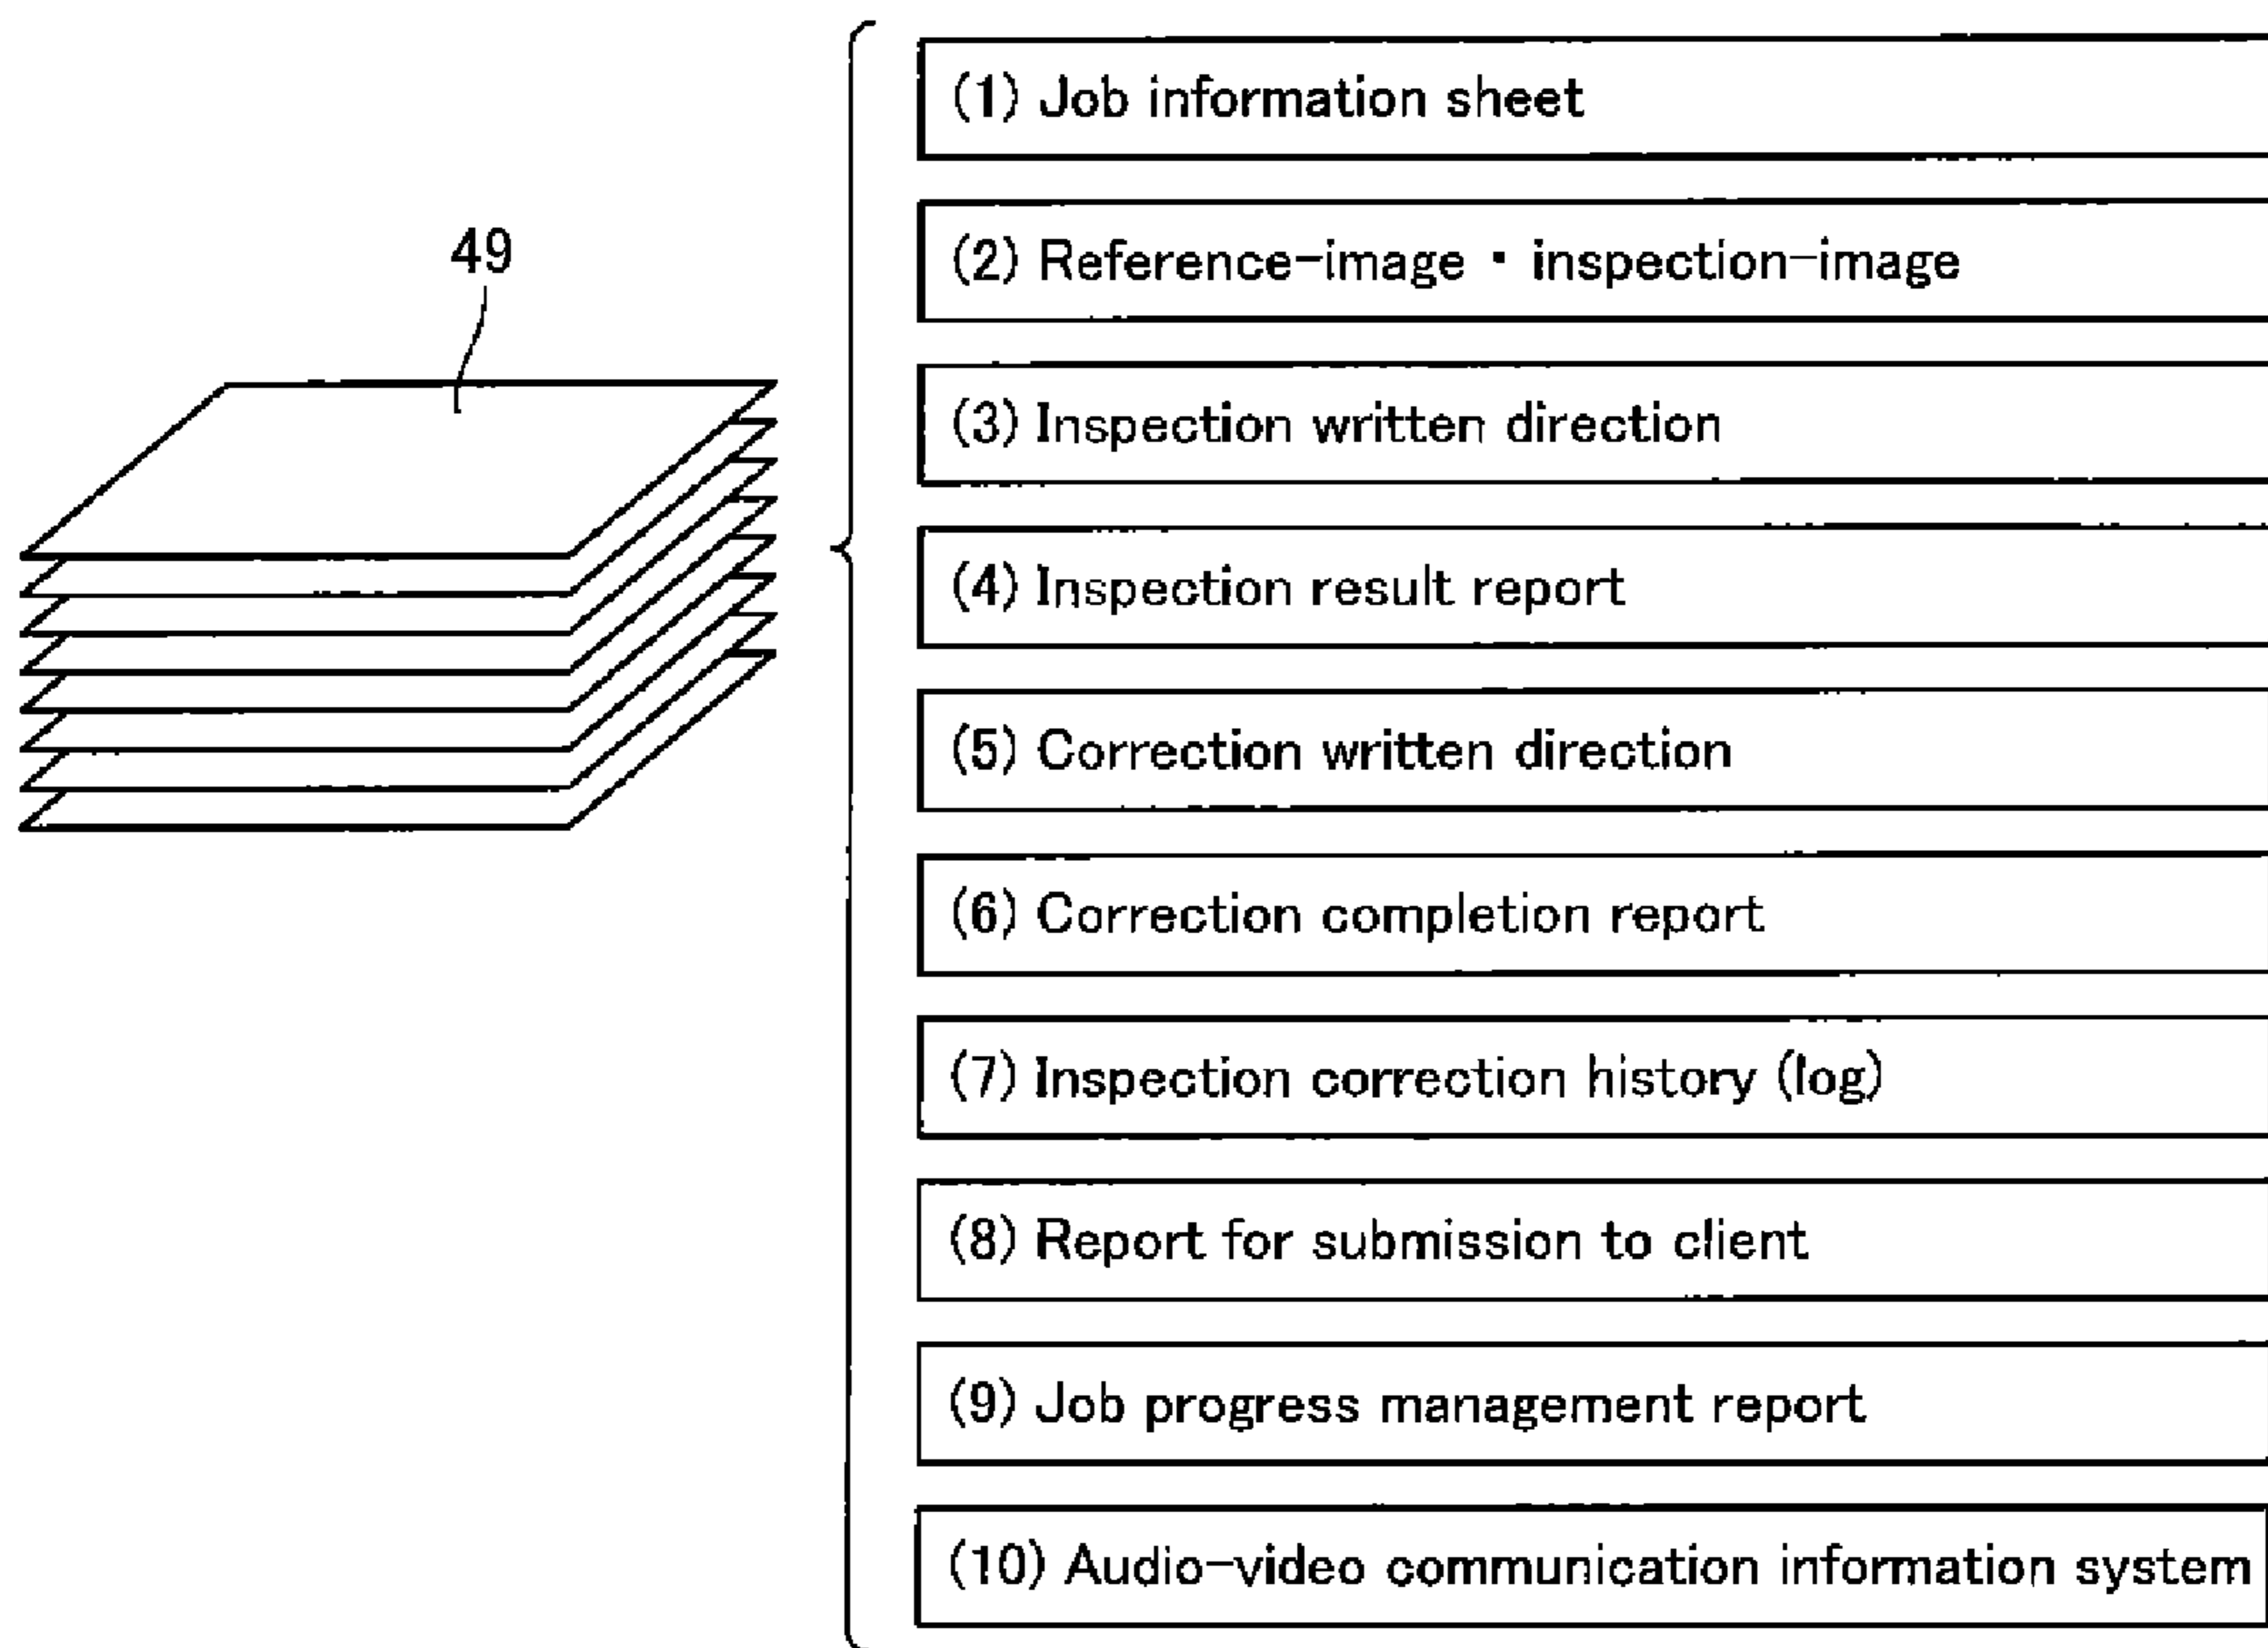 49
(1) Job information sheet
(2) Reference-image・inspection-image
(3) Inspection written direction
(4) Inspection result report
(5) Correction written direction
(6) Correction completion report
(7) Inspection correction history (log)
(8) Report for submission to client
(9) Job progress management report
(10) Audio-video communication information system